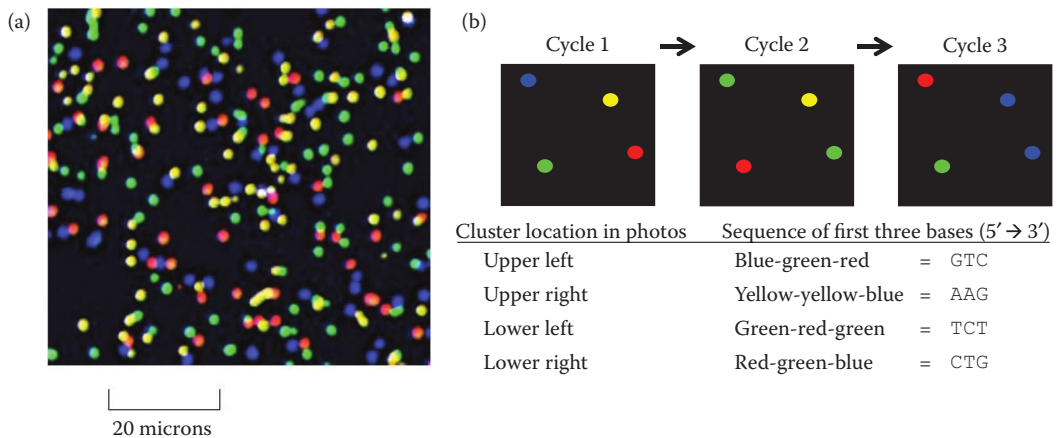 (a)
20 microns
(b)
Cycle 1 → Cycle 2 → Cycle 3
Cluster location in photos Sequence of first three bases (5′ → 3′)
Upper left Blue-green-red = GTC
Upper right Yellow-yellow-blue = AAG
Lower left Green-red-green = TCT
Lower right Red-green-blue = CTG